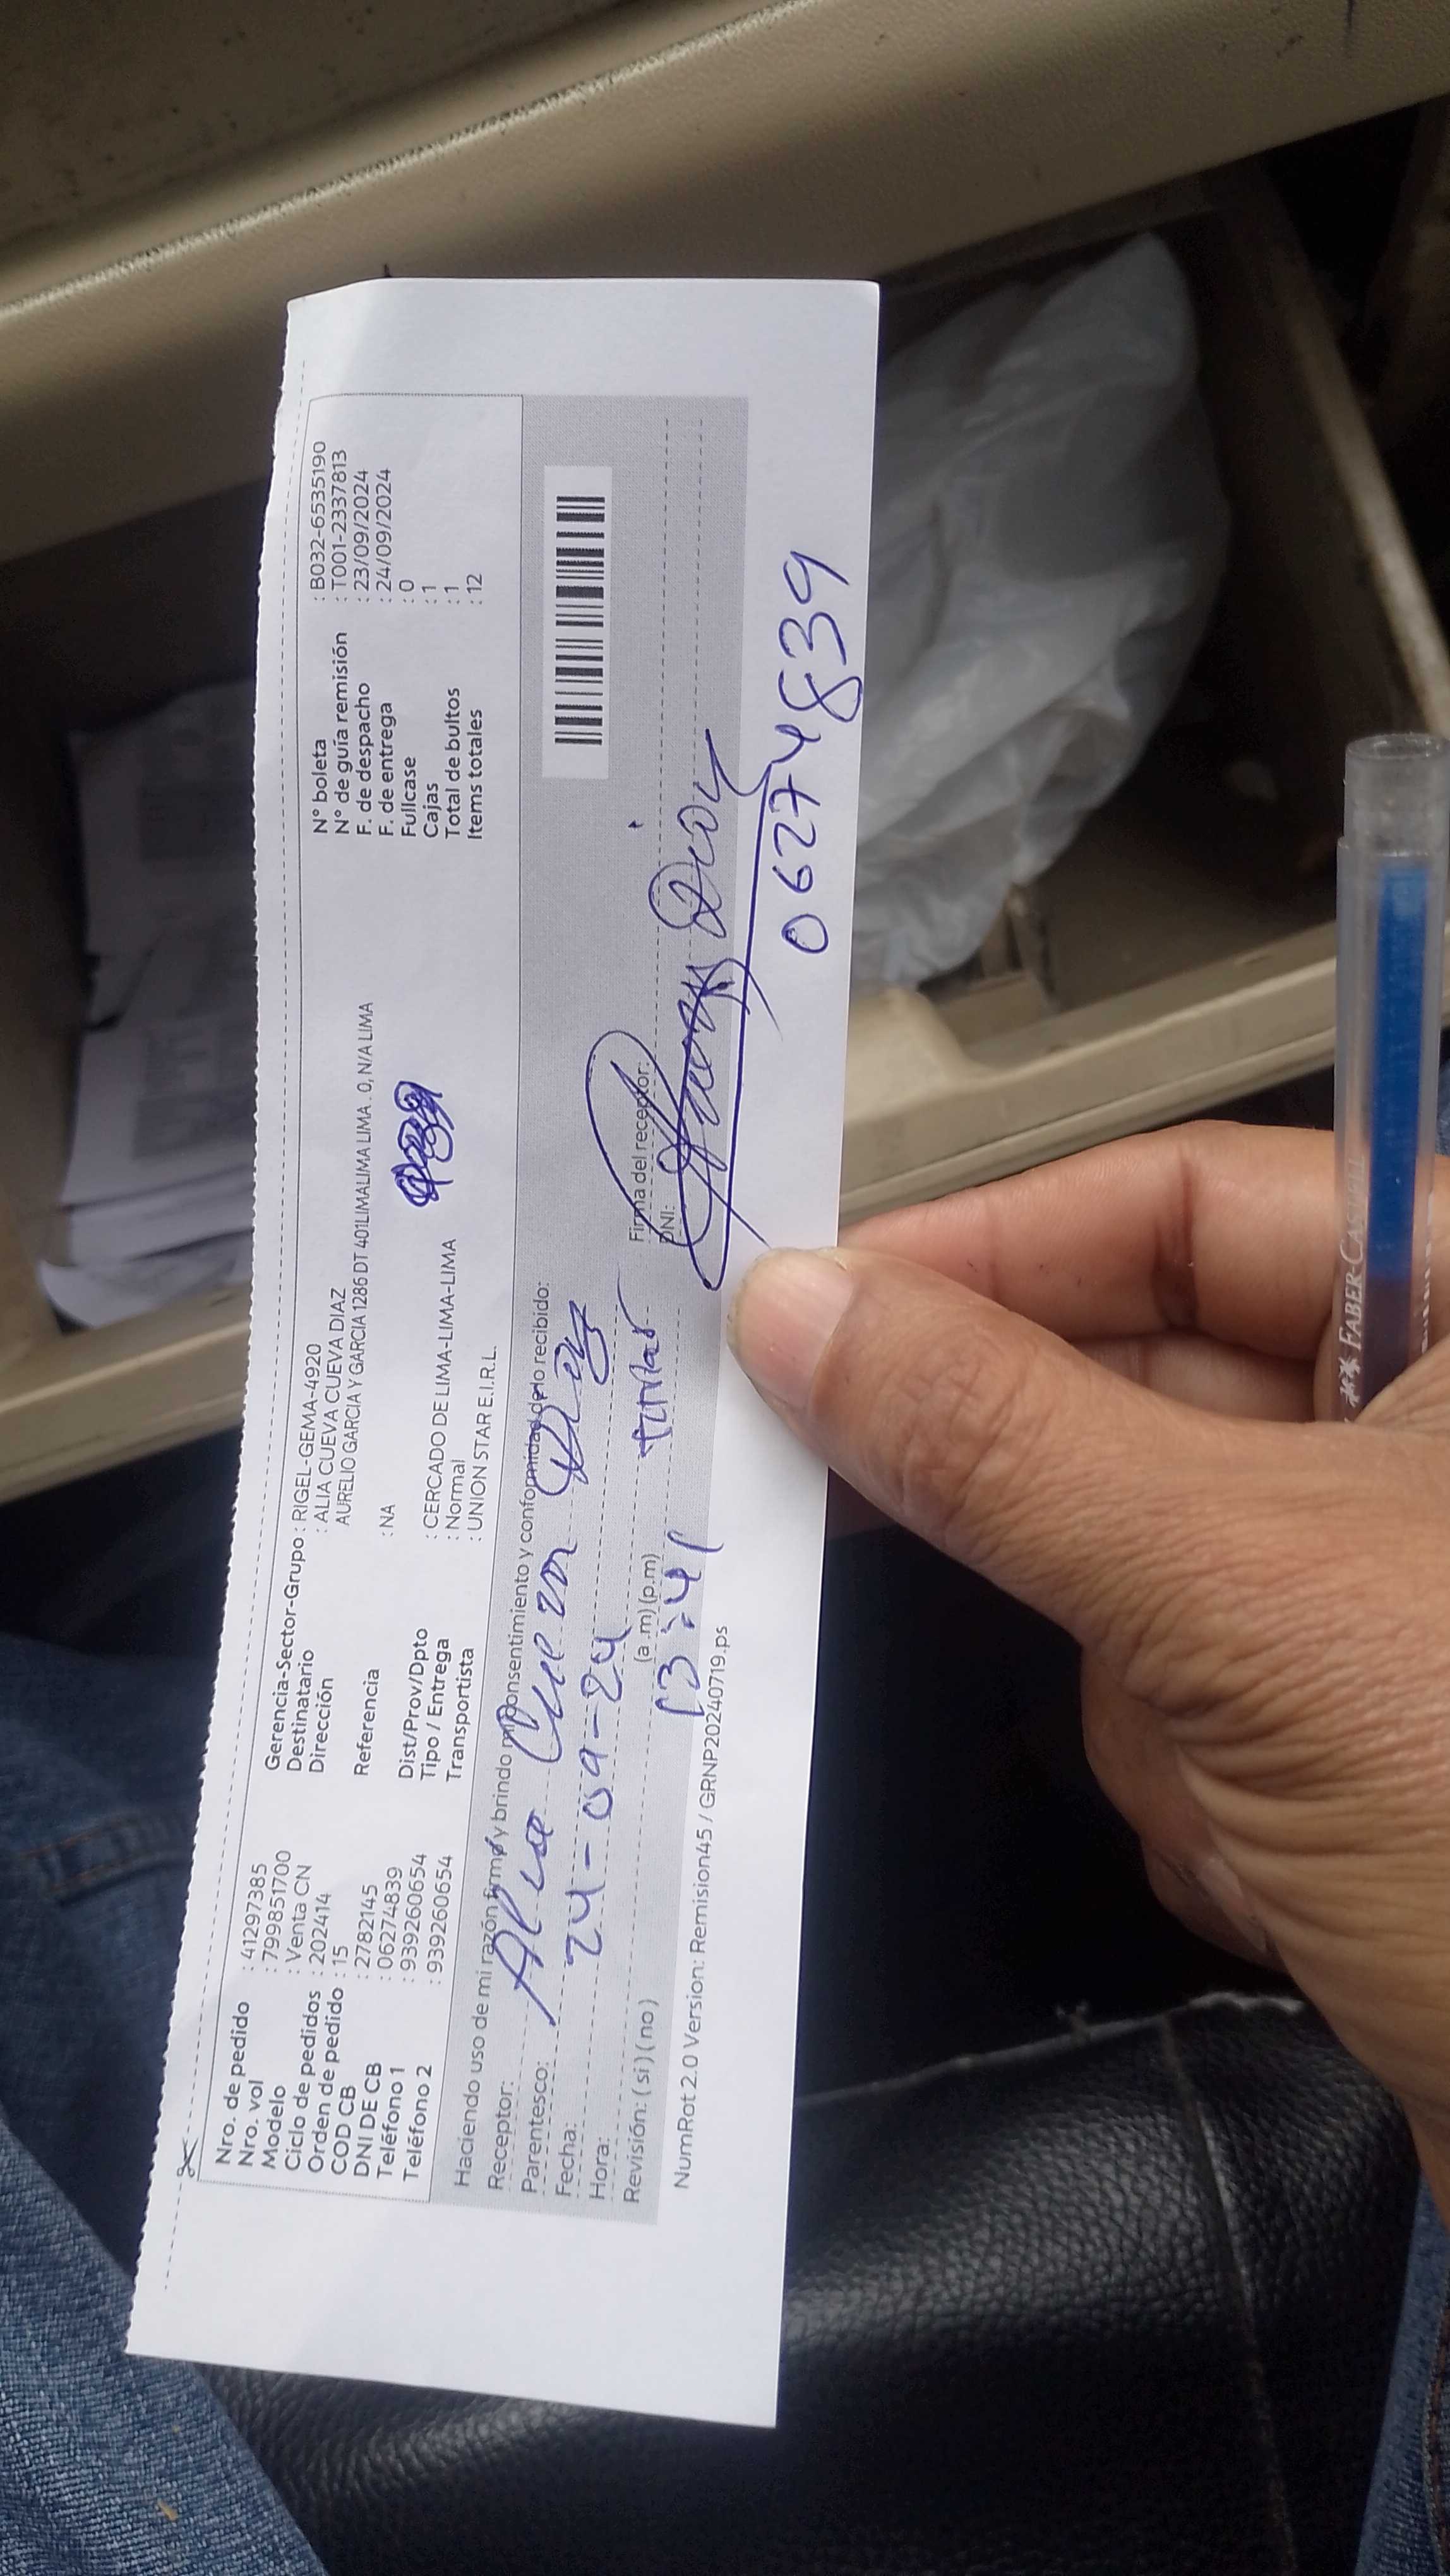 Nro. de pedido : 41297385
Nro. vol : 799851700
Modelo : Venta CN
Ciclo de pedidos : 202414
Orden de pedido : 15
COD CB : 2782145
DNI DE CB : 06274839
Teléfono 1 : 939260654
Teléfono 2 : 939260654
Gerencia-Sector-Grupo : RIGEL-GEMA-4920
Destinatario : ALIA CUEVA CUEVA DIAZ
Dirección AURELIO GARCIA Y GARCIA 1286 DT 401LIMALIMA LIMA . 0, N/A LIMA
Referencia : NA
Dist/Prov/Dpto : CERCADO DE LIMA-LIMA-LIMA
Tipo / Entrega : Normal
Transportista : UNION STAR E.I.R.L.
N° boleta : B032-6535190
N° de guía remisión : T001-2337813
F. de despacho : 23/09/2024
F. de entrega : 24/09/2024
Fullcase : 0
Cajas : 1
Total de bultos : 1
Items totales : 12
Haciendo uso de mi razón firmo y brindo mi consentimiento y conformidad de lo recibido:
Receptor: Alia Cueva Diaz
Parentesco:
Fecha: 24-09-24
Hora: (a.m)(p.m) 13:41 titular
Revisión: (si)(no)
Firma del receptor:
DNI:
06274839
NumRot 2.0 Version: Remision45 / GRNP20240719.ps
FABER-CASTELL